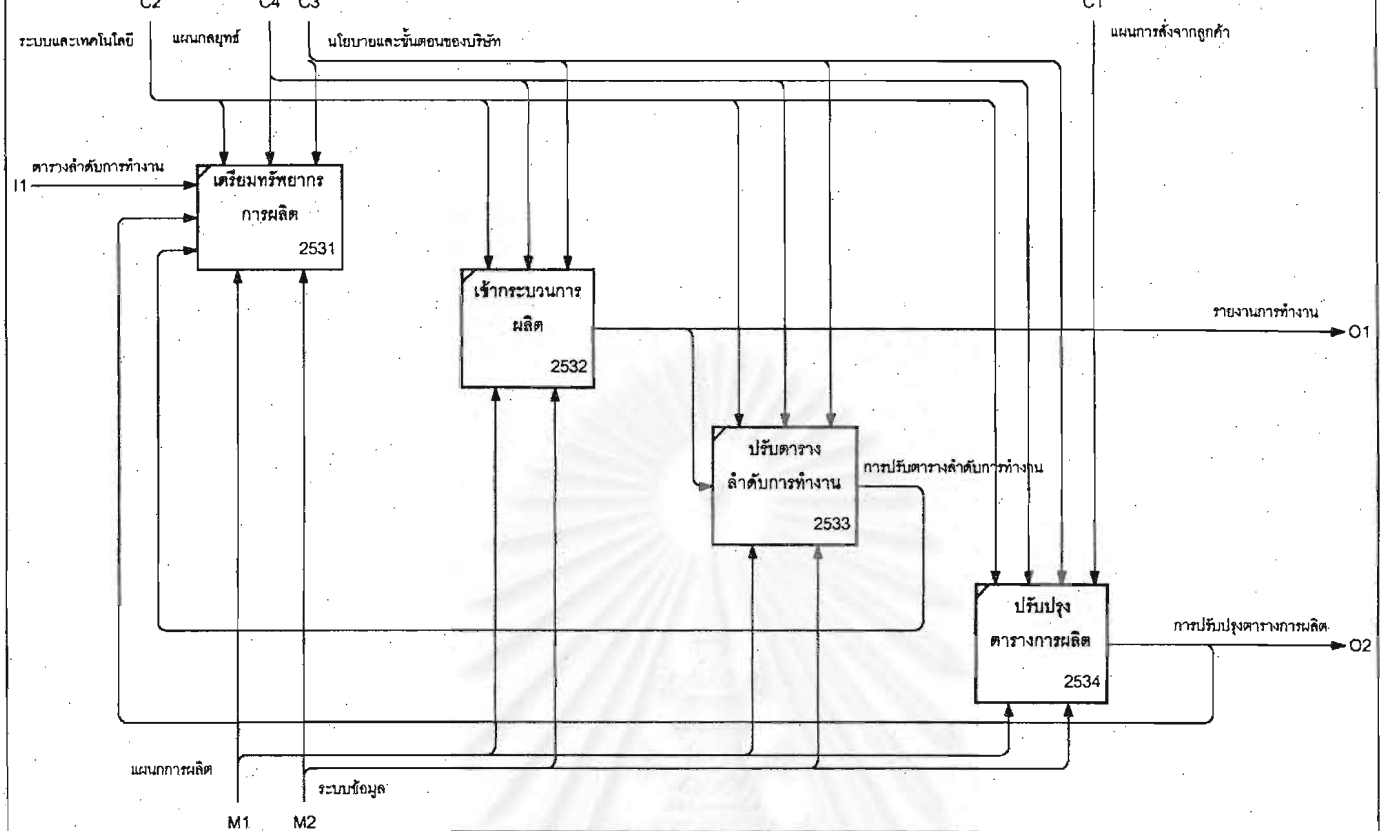 C2 C4 C3 C1
ระบบและเทคโนโลยี
แผนกลยุทธ์
นโยบายและขั้นตอนของบริษัท
แผนการสั่งจากลูกค้า
I1
ตารางลำดับการทำงาน
เตรียมทรัพยากร
การผลิต
2531
เข้ากระบวนการ
ผลิต
2532
รายงานการทำงาน
O1
ปรับตาราง
ลำดับการทำงาน
2533
การปรับตารางลำดับการทำงาน
ปรับปรุง
ตารางการผลิต
2534
การปรับปรุงตารางการผลิต
O2
แผนกการผลิต
ระบบข้อมูล
M1 M2